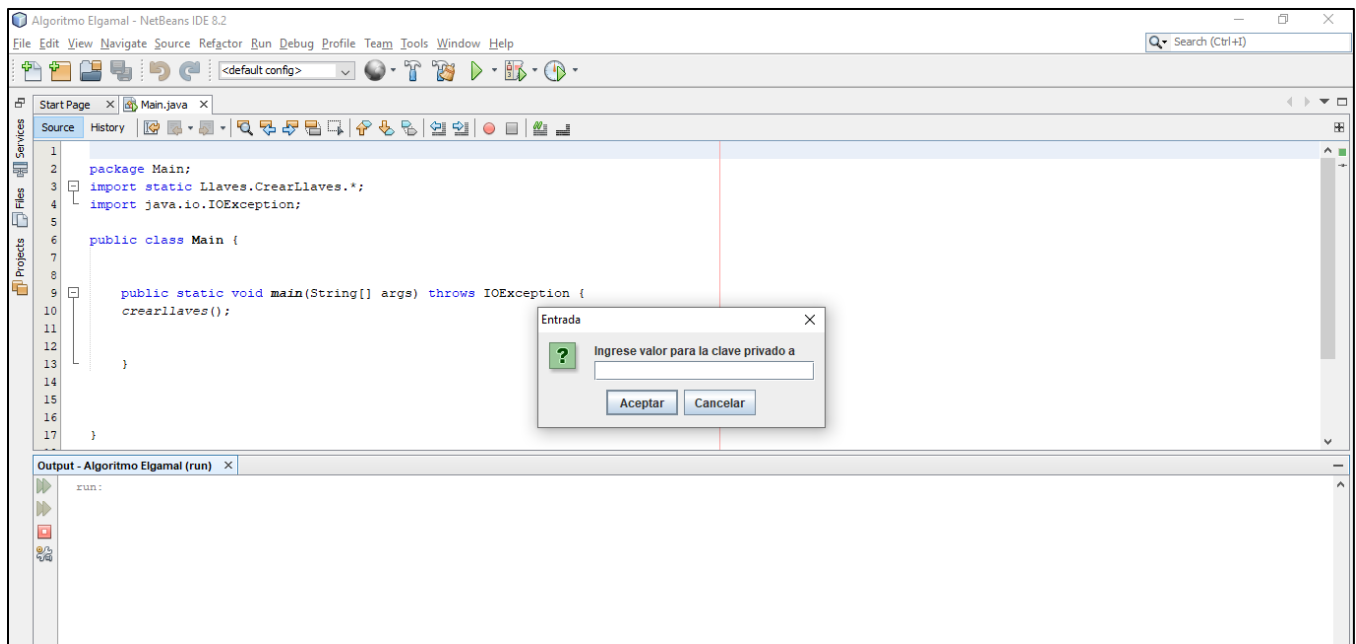 Algoritmo Elgamal - NetBeans IDE 8.2
File Edit View Navigate Source Refactor Run Debug Profile Team Tools Window Help
Search (Ctrl+I)
<default config>
Start Page
Main.java
Source History
Services
Files
Projects
1
2 package Main;
3 import static Llaves.CrearLlaves.*;
4 import java.io.IOException;
5
6 public class Main {
7
8
9 public static void main(String[] args) throws IOException {
10 crearllaves();
11
12
13 }
14
15
16
17 }
Entrada
Ingrese valor para la clave privado a
Aceptar Cancelar
Output - Algoritmo Elgamal (run)
run: